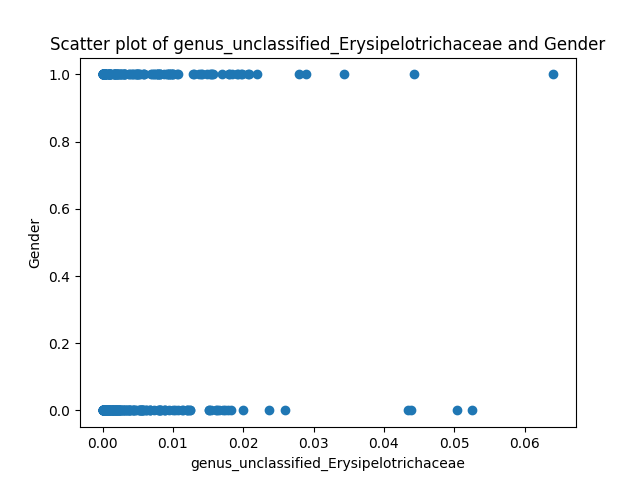 Scatter plot of genus_unclassified_Erysipelotrichaceae and Gender
1.0
0.8
0.6
0.4
0.2
0.0
Gender
0.00 0.01 0.02 0.03 0.04 0.05 0.06
genus_unclassified_Erysipelotrichaceae